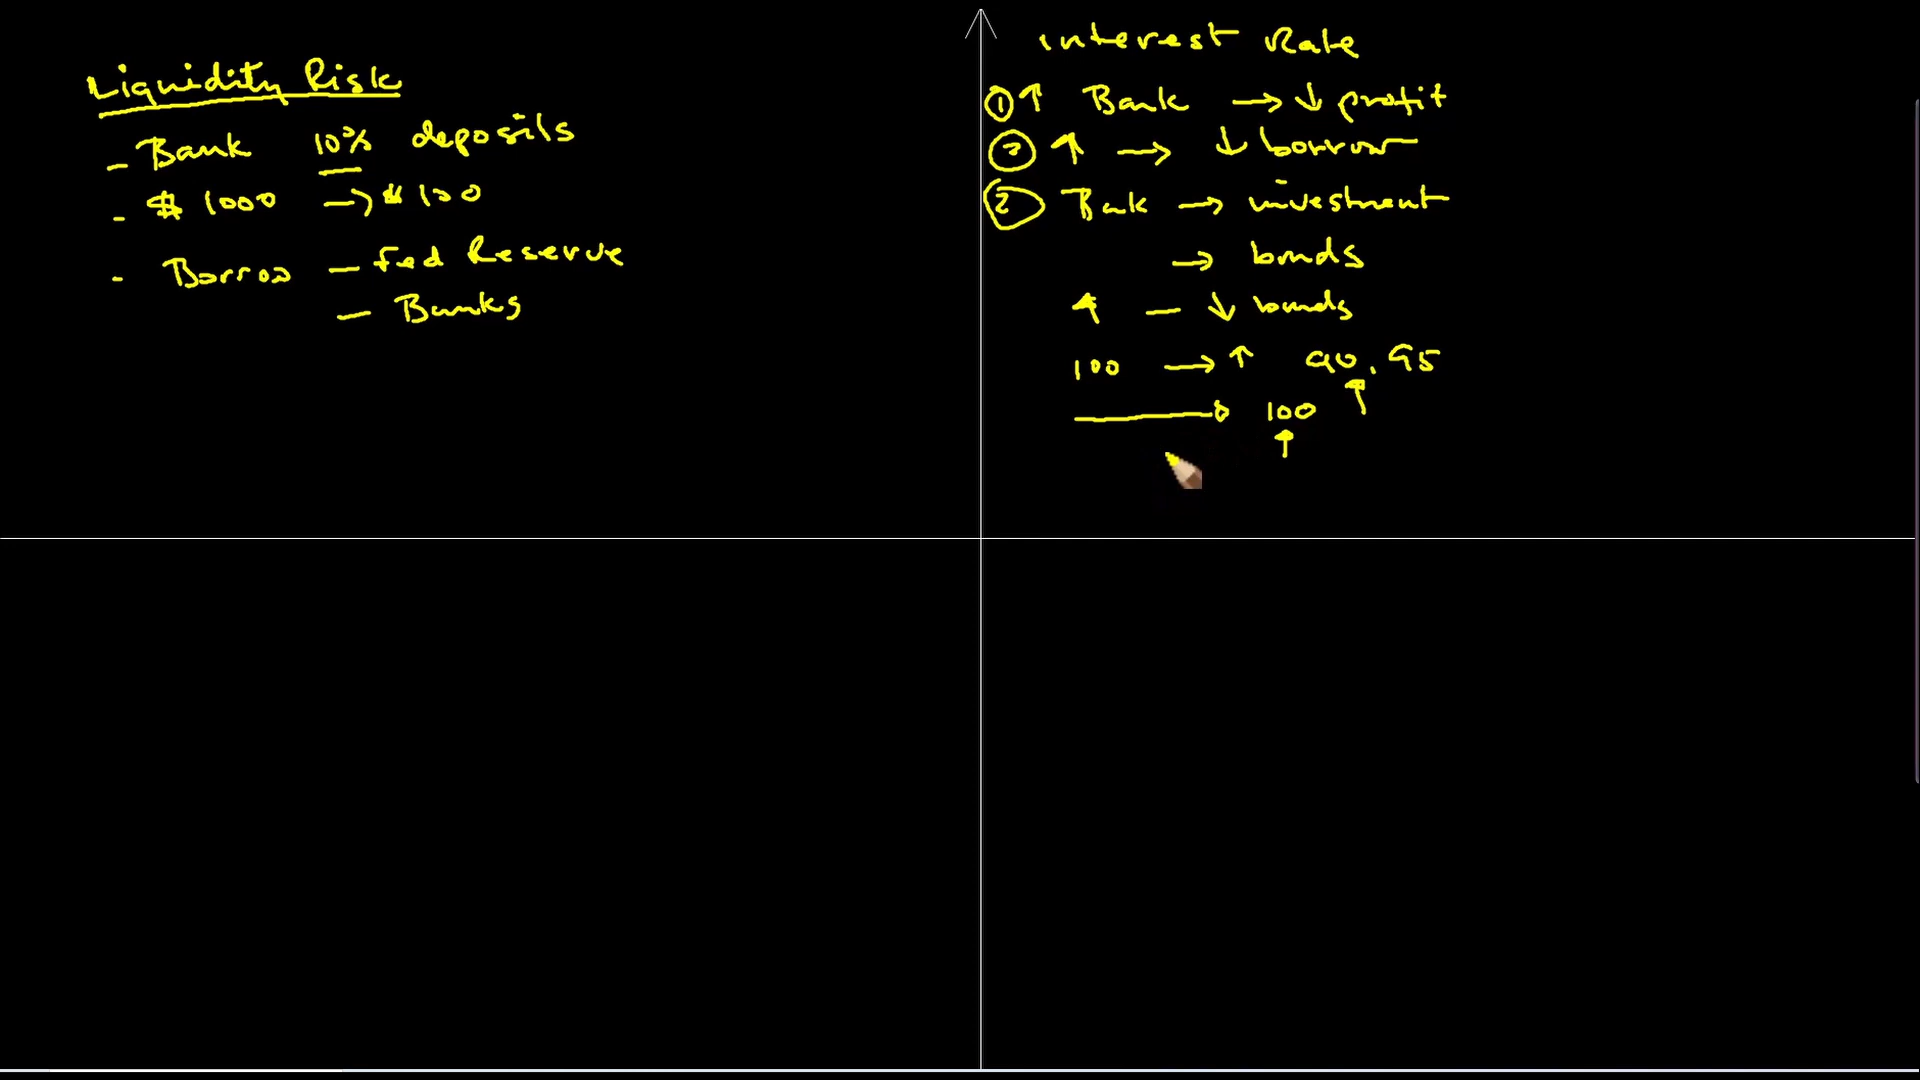 Liquidity Risk
- Bank 10% deposits
- $ 1000 → $ 100
- Borrow - Fed Reserve
- Banks
interest Rate
① ↑ Bank → ↓ profit
② ↑ → ↓ borrow
② Bank → investment
→ bonds
↑ - ↓ bonds
100 → ↑ 90, 95
100